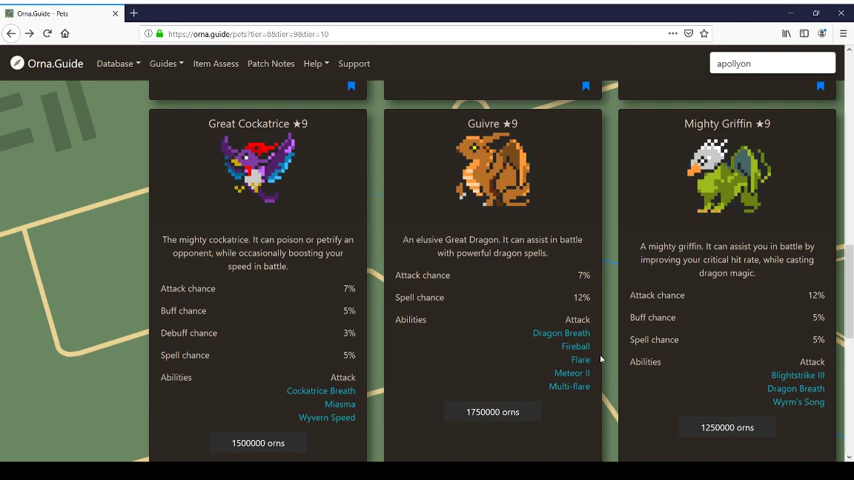 Orna.Guide - Pets
https://orna.guide/pets?tier=8&tier=9&tier=10
Orna.Guide
Database
Guides
Item Assess
Patch Notes
Help
Support
apollyon
Great Cockatrice ★9
The mighty cockatrice. It can poison or petrify an
opponent, while occasionally boosting your
speed in battle.
Attack chance 7%
Buff chance 5%
Debuff chance 3%
Spell chance 5%
Abilities Attack
Cockatrice Breath
Miasma
Wyvern Speed
1500000 orns
Guivre ★9
An elusive Great Dragon. It can assist in battle
with powerful dragon spells.
Attack chance 7%
Spell chance 12%
Abilities Attack
Dragon Breath
Fireball
Flare
Meteor II
Multi-flare
1750000 orns
Mighty Griffin ★9
A mighty griffin. It can assist you in battle by
improving your critical hit rate, while casting
dragon magic.
Attack chance 12%
Buff chance 5%
Spell chance 5%
Abilities Attack
Blightstrike III
Dragon Breath
Wyrm's Song
1250000 orns